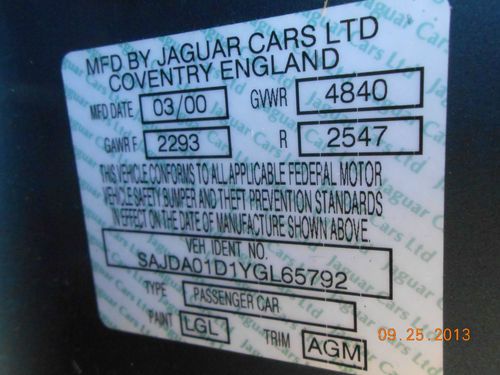 MFD BY JAGUAR CARS LTD
COVENTRY ENGLAND
MFD DATE 03/00 GVWR 4840
GAWR F 2293 R 2547
THIS VEHICLE CONFORMS TO ALL APPLICABLE FEDERAL MOTOR
VEHICLE SAFETY BUMPER AND THEFT PREVENTION STANDARDS
IN EFFECT ON THE DATE OF MANUFACTURE SHOWN ABOVE.
VEH IDENT NO.
SAJDA01D1YGL65792
TYPE PASSENGER CAR
PAINT LGL TRIM AGM
09.25.2013